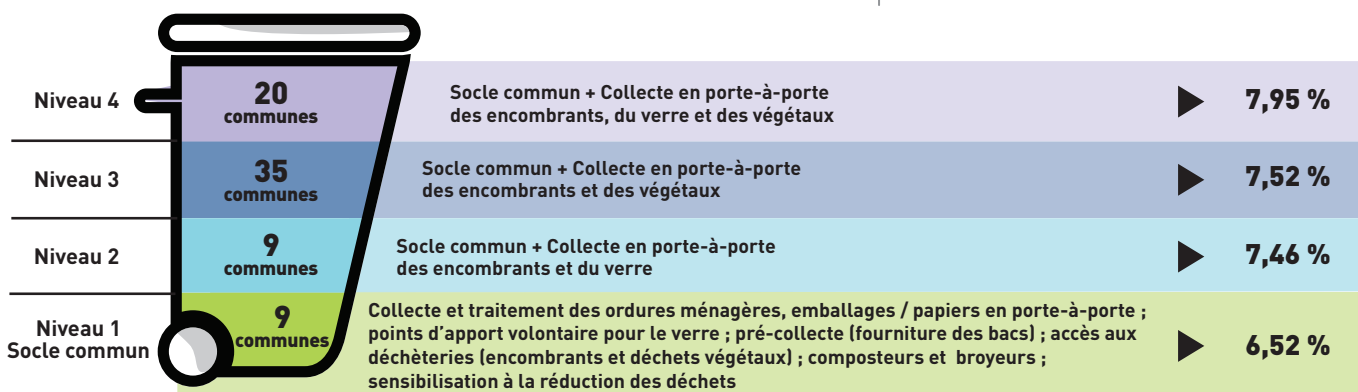 Niveau 4
20
communes
Socle commun + Collecte en porte-à-porte
des encombrants, du verre et des végétaux
7,95 %
Niveau 3
35
communes
Socle commun + Collecte en porte-à-porte
des encombrants et des végétaux
7,52 %
Niveau 2
9
communes
Socle commun + Collecte en porte-à-porte
des encombrants et du verre
7,46 %
Niveau 1
Socle commun
9
communes
Collecte et traitement des ordures ménagères, emballages / papiers en porte-à-porte ;
points d'apport volontaire pour le verre ; pré-collecte (fourniture des bacs) ; accès aux
déchèteries (encombrants et déchets végétaux) ; composteurs et broyeurs ;
sensibilisation à la réduction des déchets
6,52 %